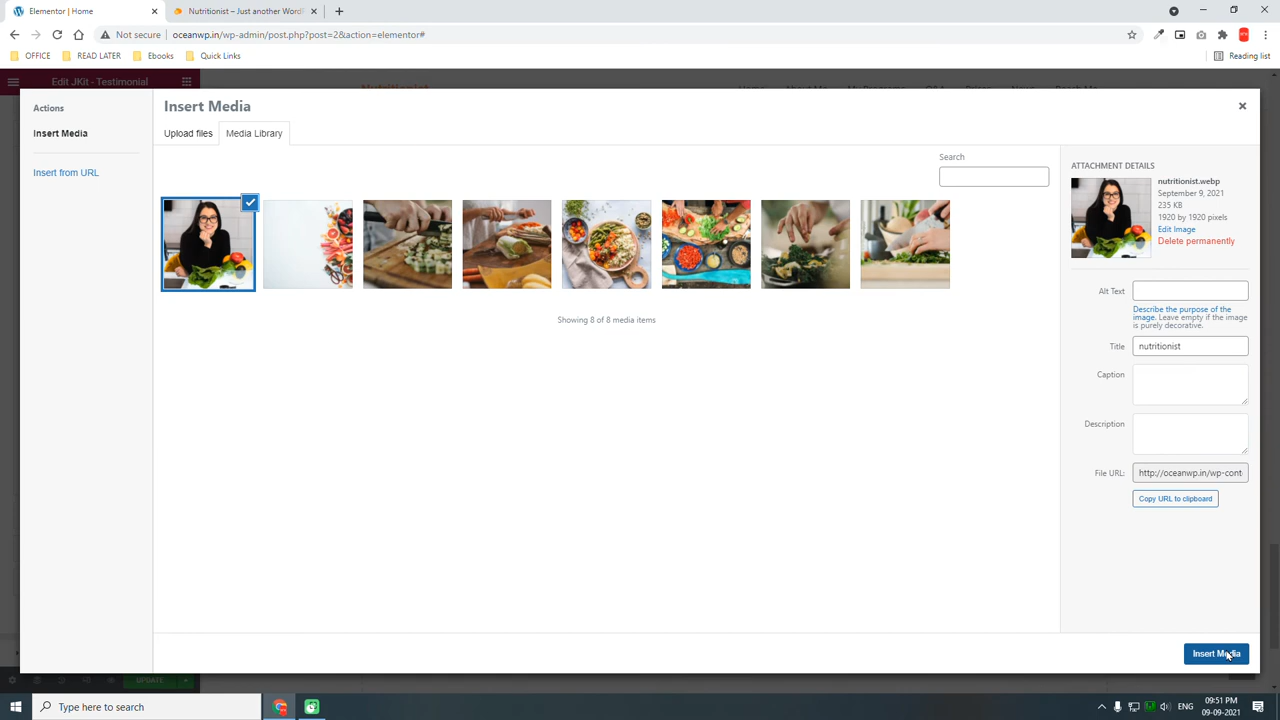 Elementor | Home
Nutritionist – Just another WordP
Not secure | oceanwp.in/wp-admin/post.php?post=2&action=elementor#
OFFICE READ LATER Ebooks Quick Links Reading list
Edit JKit - Testimonial
Nutritionist
Actions
Insert Media
Insert from URL
Insert Media
Upload files Media Library
Search
Showing 8 of 8 media items
ATTACHMENT DETAILS
nutritionist.webp
September 9, 2021
235 KB
1920 by 1920 pixels
Edit Image
Delete permanently
Alt Text
Describe the purpose of the
image. Leave empty if the image
is purely decorative.
Title nutritionist
Caption
Description
File URL: http://oceanwp.in/wp-cont
Copy URL to clipboard
Insert Media
UPDATE
Type here to search
ENG
09:51 PM
09-09-2021